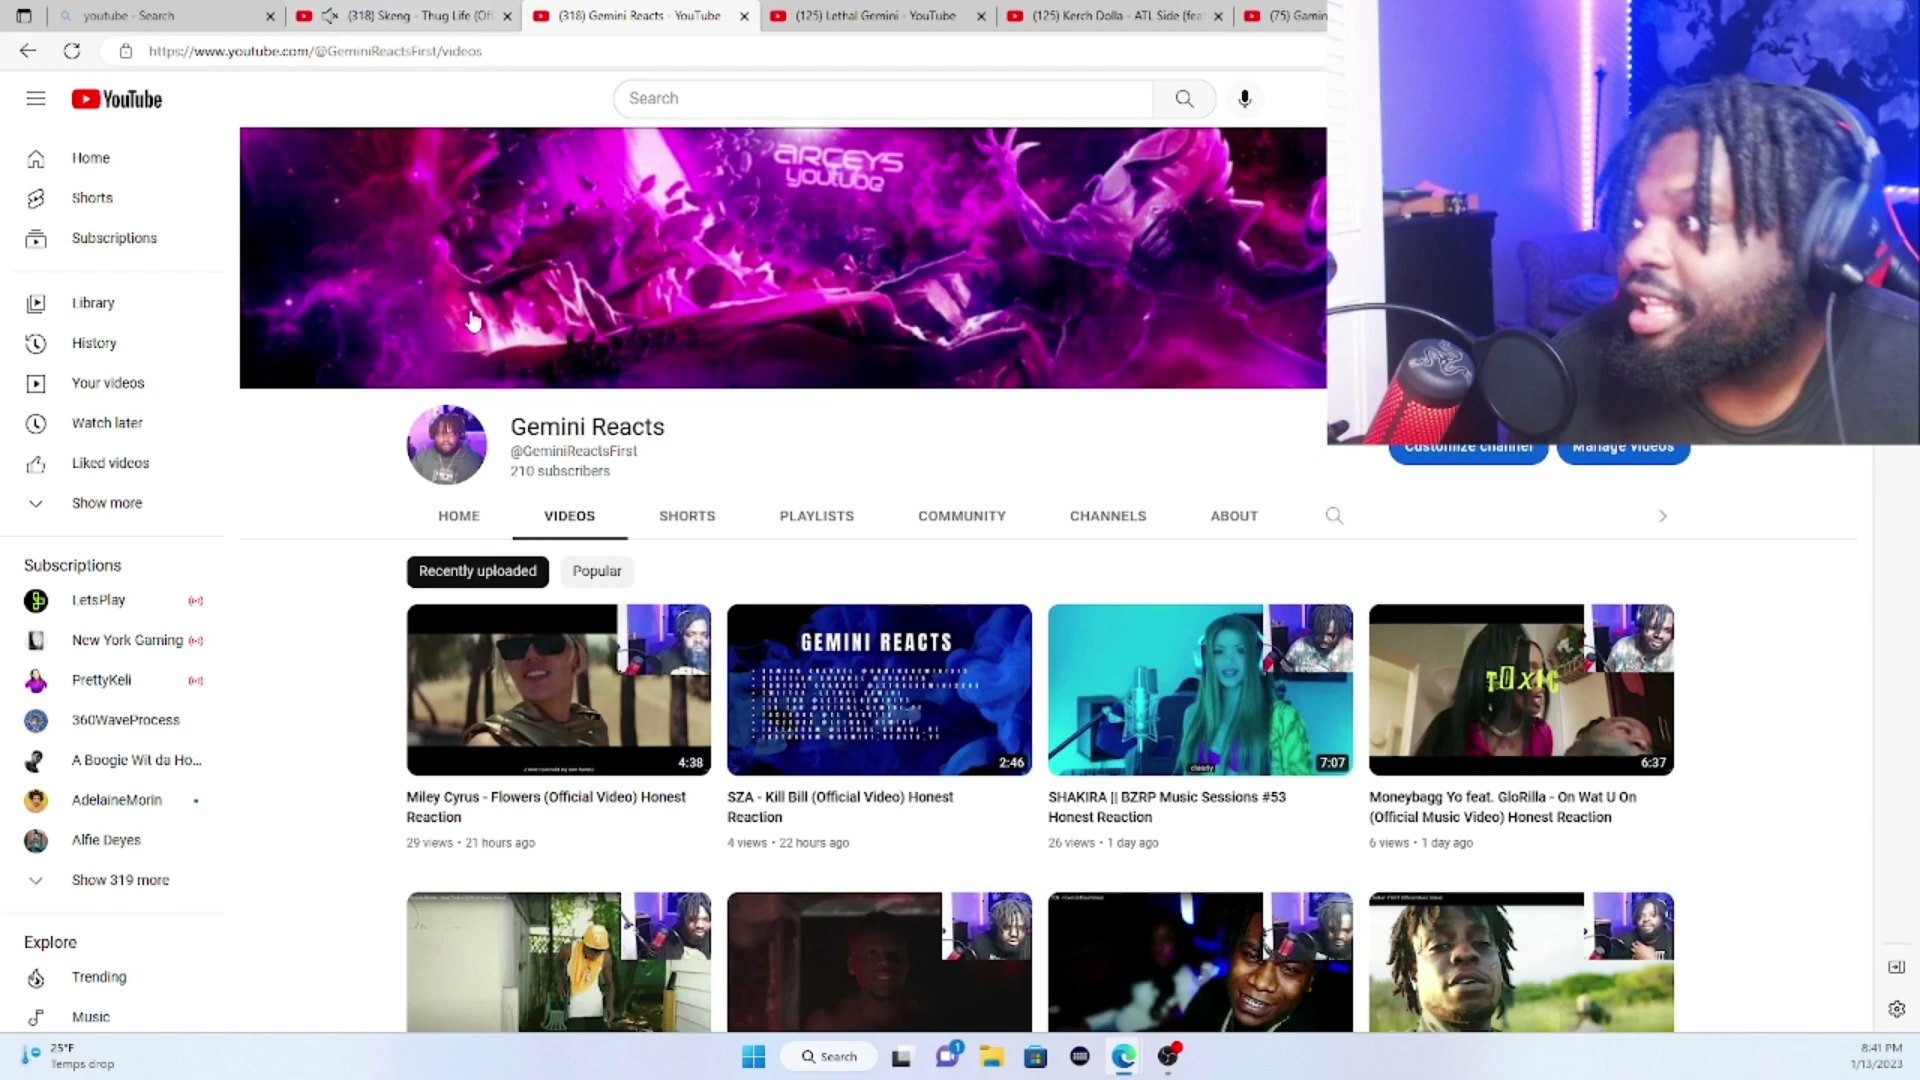 youtube - Search
(318) Skeng - Thug Life (Off
(318) Gemini Reacts - YouTube
(125) Lethal Gemini - YouTube
(125) Kerch Dolla - ATL Side (fea
(75) Gamin
https://www.youtube.com/@GeminiReactsFirst/videos
YouTube
Search
Home
Shorts
Subscriptions
Library
History
Your videos
Watch later
Liked videos
Show more
Subscriptions
LetsPlay
New York Gaming
PrettyKeli
360WaveProcess
A Boogie Wit da Ho...
AdelaineMorin
Alfie Deyes
Show 319 more
Explore
Trending
Music
ARCEYS
youtube
Gemini Reacts
@GeminiReactsFirst
210 subscribers
Customize channel
Manage videos
HOME
VIDEOS
SHORTS
PLAYLISTS
COMMUNITY
CHANNELS
ABOUT
Recently uploaded
Popular
4:38
Miley Cyrus - Flowers (Official Video) Honest
Reaction
29 views • 21 hours ago
GEMINI REACTS
2:46
SZA - Kill Bill (Official Video) Honest
Reaction
4 views • 22 hours ago
clearly
7:07
SHAKIRA || BZRP Music Sessions #53
Honest Reaction
26 views • 1 day ago
TOXIC
6:37
Moneybagg Yo feat. GloRilla - On Wat U On
(Official Music Video) Honest Reaction
6 views • 1 day ago
25°F
Temps drop
Search
1
8:41 PM
1/13/2023